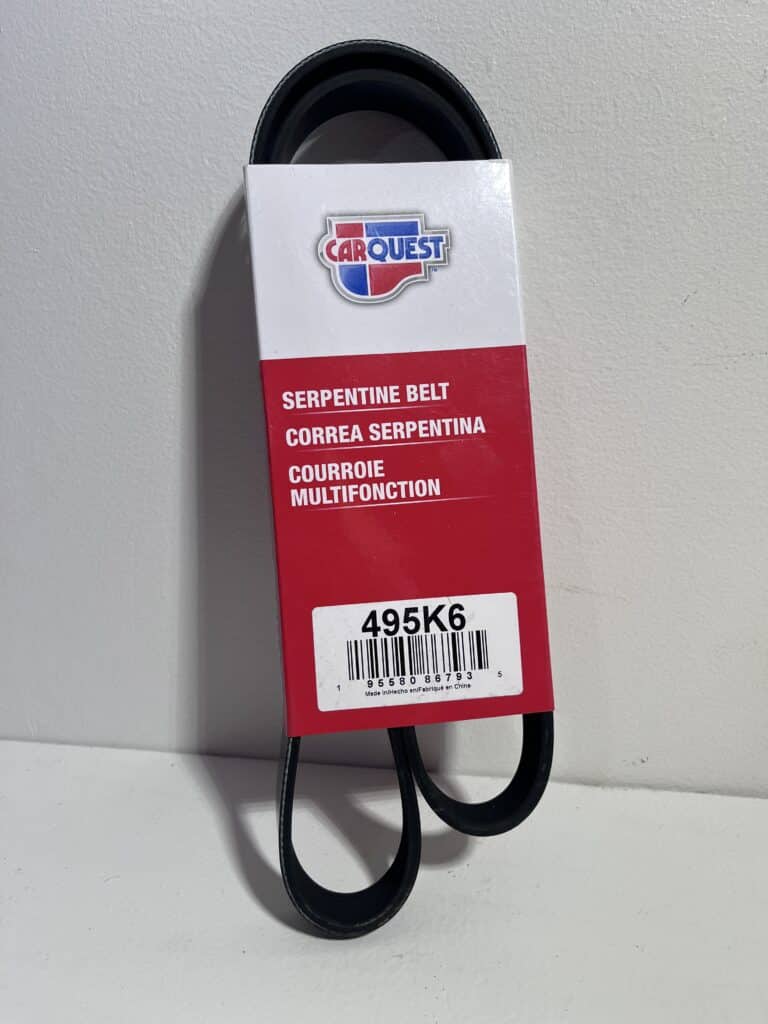 CARQUEST
SERPENTINE BELT
CORREA SERPENTINA
COURROIE
MULTIFONCTION
495K6
1 95580 86793 5
Made in/Hecho en/Fabriqué en China